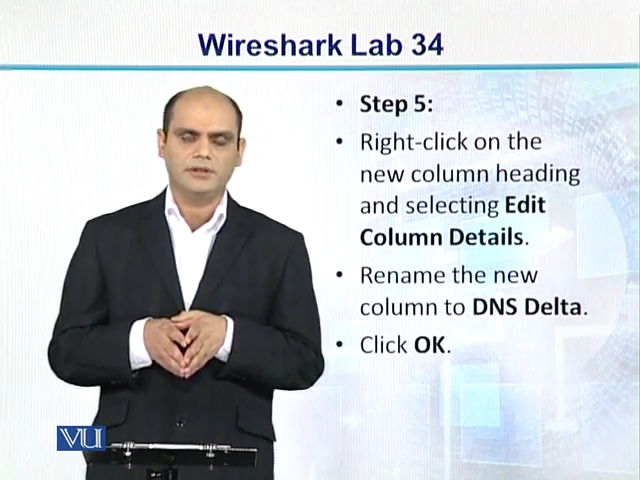 Wireshark Lab 34
• Step 5:
• Right-click on the
new column heading
and selecting Edit
Column Details.
• Rename the new
column to DNS Delta.
• Click OK.
VU